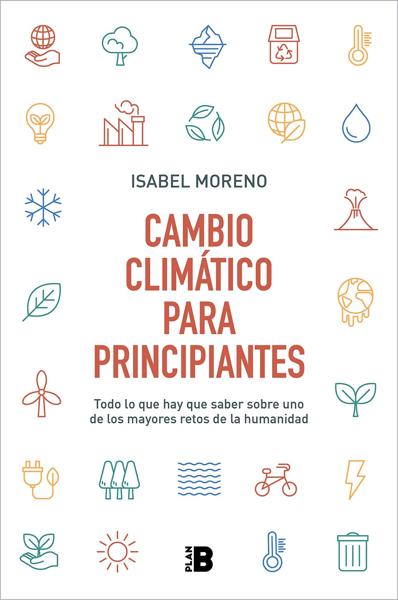 ISABEL MORENO
CAMBIO
CLIMÁTICO
PARA
PRINCIPIANTES
Todo lo que hay que saber sobre uno
de los mayores retos de la humanidad
PLAN B